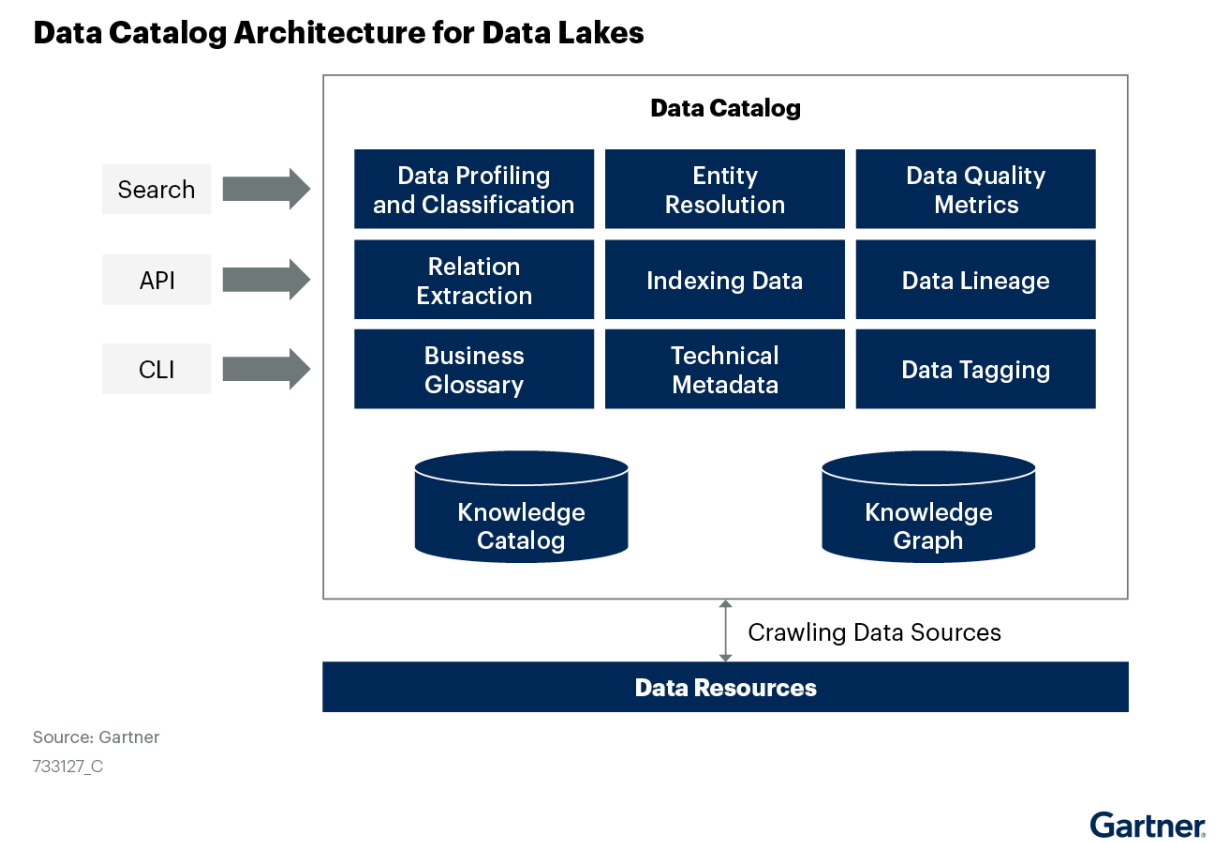 Data Catalog Architecture for Data Lakes
Data Catalog
Search
Data Profiling
and Classification
Entity
Resolution
Data Quality
Metrics
API
Relation
Extraction
Indexing Data
Data Lineage
CLI
Business
Glossary
Technical
Metadata
Data Tagging
Knowledge
Catalog
Knowledge
Graph
Crawling Data Sources
Data Resources
Source: Gartner
733127_C
Gartner®